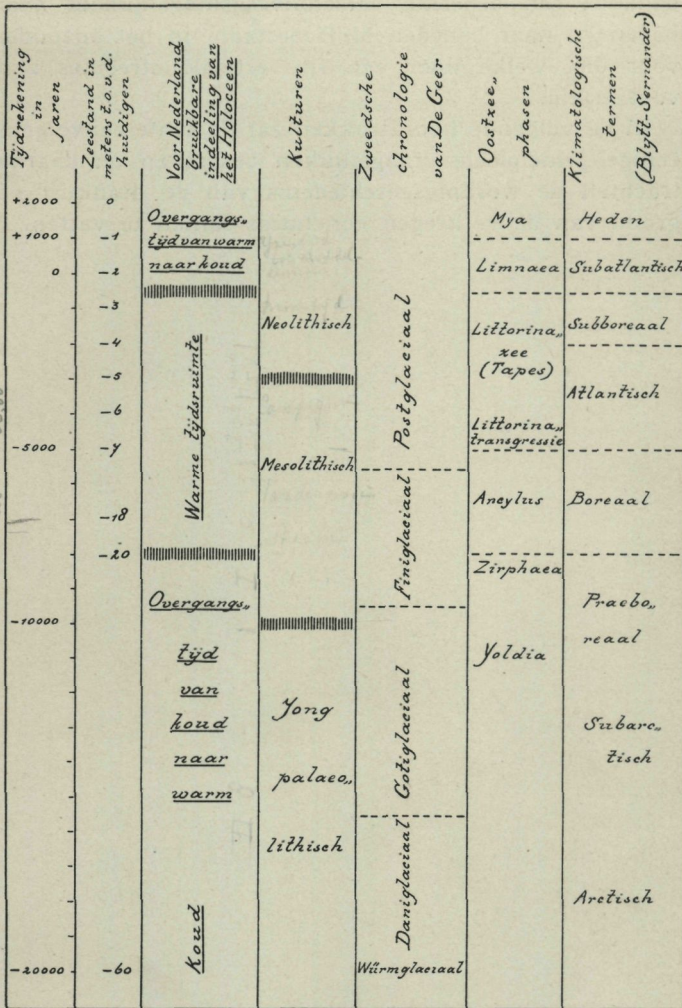 Tijdrekening
in
jaren
Zeestand in
meters t.o.v.d.
huidigen
Voor Nederland
bruikbare
indeeling van
het Holoceen
Kulturen
Zweedsche
chronologie
van De Geer
Oostzee„
phasen
Klimatologische
termen
(Blytt-Sernander)
+2000
+1000
0
-5000
-10000
-20000
0
-1
-2
-3
-4
-5
-6
-7
-18
-20
-60
Overgangs„
tijd van warm
naar koud
Warme tijdsruimte
Overgangs„
tijd
van
koud
naar
warm
Koud
Neolithisch
Mesolithisch
Jong
palaeo„
lithisch
Postglaciaal
Finiglaciaal
Gotiglaciaal
Daniglaciaal
Würmglaciaal
Mya
Limnaea
Littorina„
zee
(Tapes)
Littorina„
transgressie
Ancylus
Zirphaea
Yoldia
Heden
Subatlantisch
Subboreaal
Atlantisch
Boreaal
Praebo„
reaal
Subarc„
tisch
Arctisch